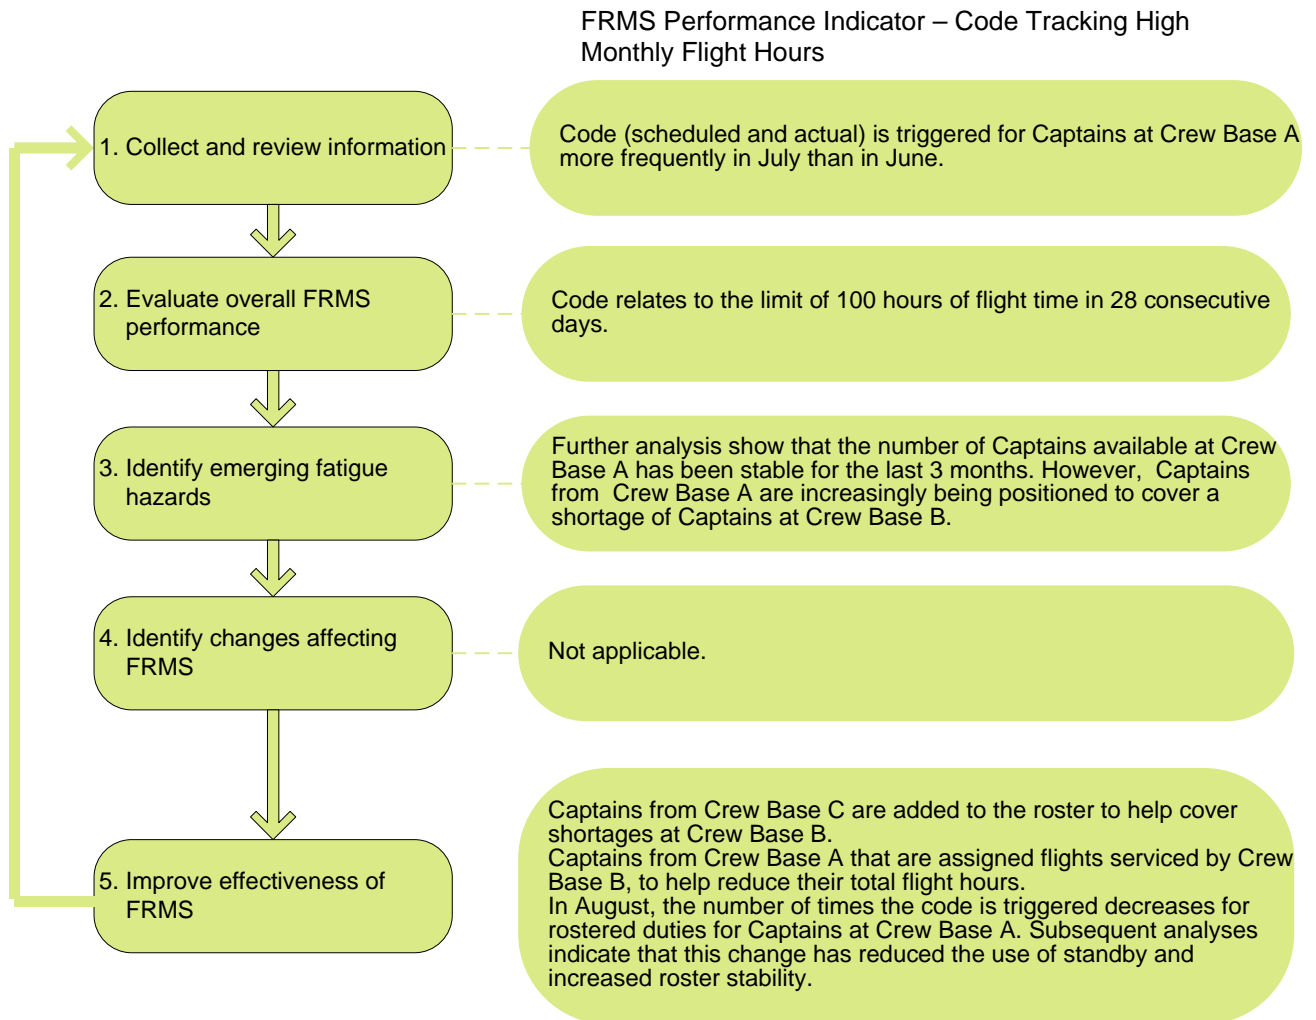 FRMS Performance Indicator – Code Tracking High
Monthly Flight Hours
1. Collect and review information
Code (scheduled and actual) is triggered for Captains at Crew Base A
more frequently in July than in June.
2. Evaluate overall FRMS
performance
Code relates to the limit of 100 hours of flight time in 28 consecutive
days.
3. Identify emerging fatigue
hazards
Further analysis show that the number of Captains available at Crew
Base A has been stable for the last 3 months. However,  Captains
from  Crew Base A are increasingly being positioned to cover a
shortage of Captains at Crew Base B.
4. Identify changes affecting
FRMS
Not applicable.
5. Improve effectiveness of
FRMS
Captains from Crew Base C are added to the roster to help cover
shortages at Crew Base B.
Captains from Crew Base A that are assigned flights serviced by Crew
Base B, to help reduce their total flight hours.
In August, the number of times the code is triggered decreases for
rostered duties for Captains at Crew Base A. Subsequent analyses
indicate that this change has reduced the use of standby and
increased roster stability.